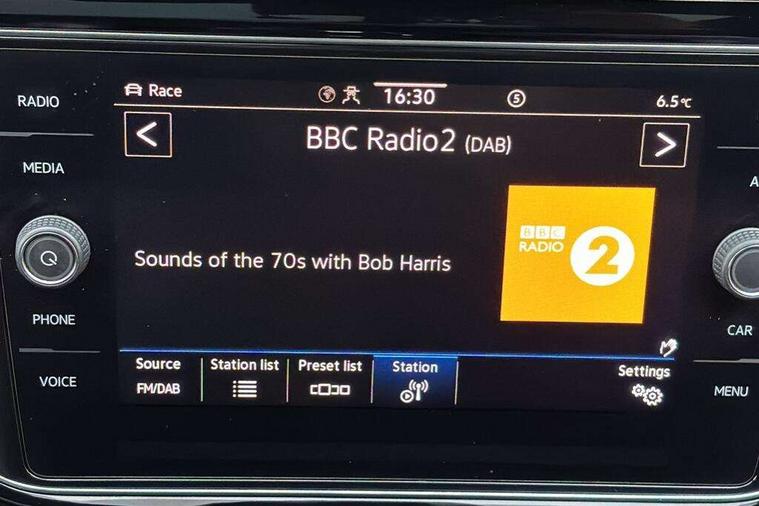 RADIO
MEDIA
PHONE
VOICE
Race
16:30
5
6.5°C
<
BBC Radio2 (DAB)
>
Sounds of the 70s with Bob Harris
BBC
RADIO
2
Source
FM/DAB
Station list
Preset list
Station
Settings
A
CAR
MENU